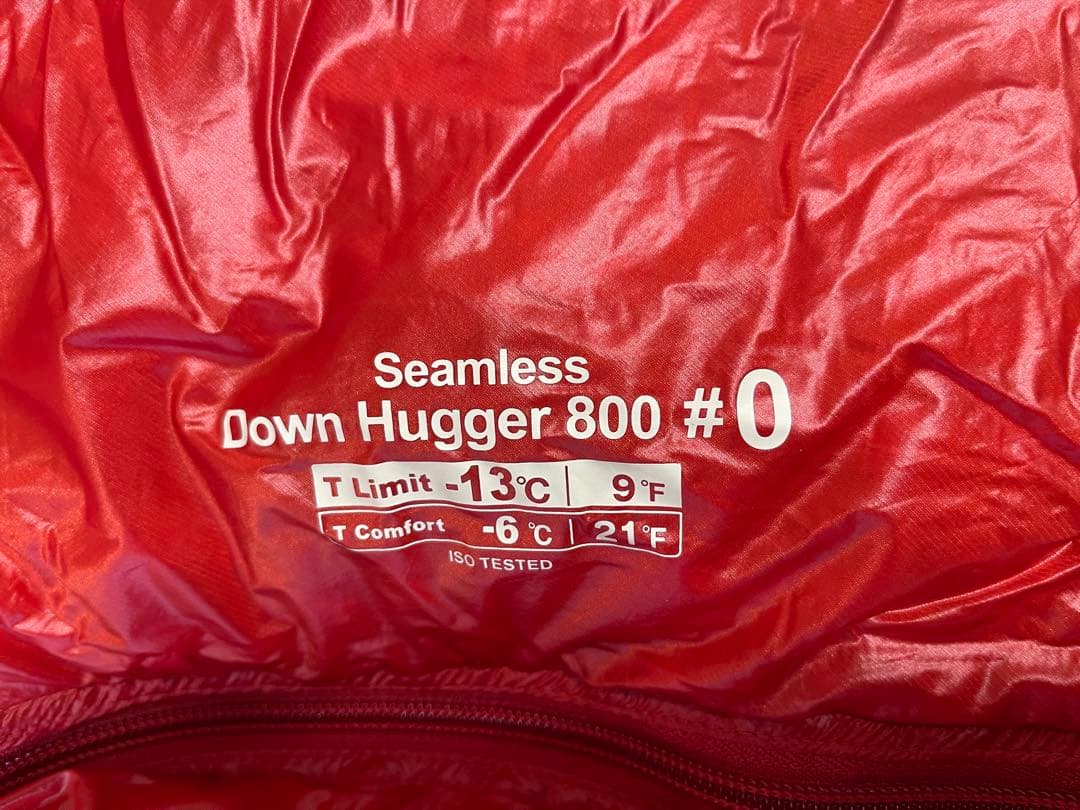 Seamless
Down Hugger 800 #0
T Limit -13℃ | 9°F
T Comfort -6℃ | 21°F
ISO TESTED